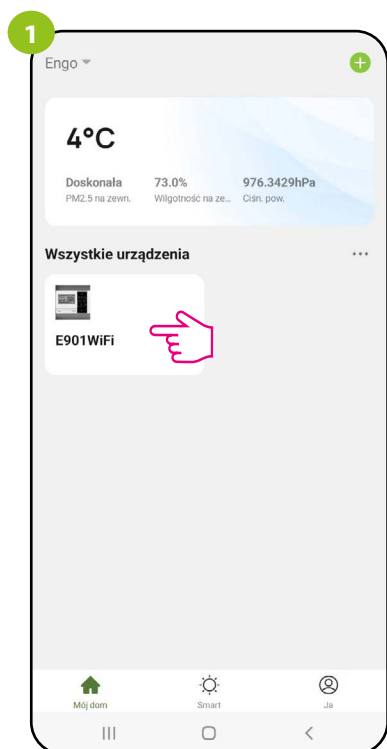 1
Engo
4°C
Doskonała 73.0% 976.3429hPa
PM2.5 na zewn. Wilgotność na ze... Ciśn. pow.
Wszystkie urządzenia
E901WiFi
Mój dom Smart Ja